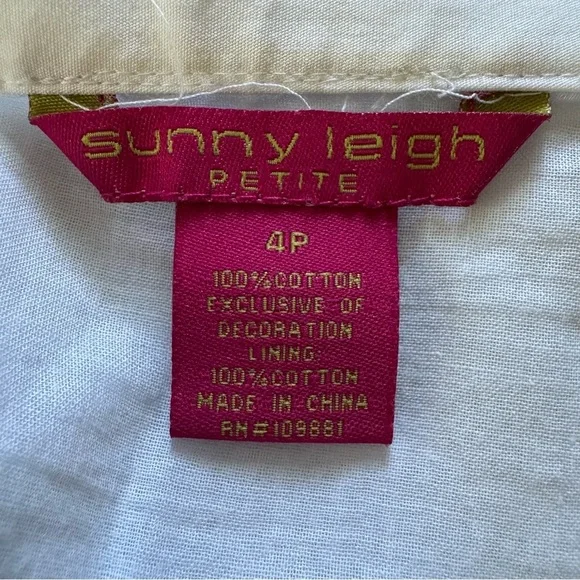 sunny leigh
PETITE
4P
100%COTTON
EXCLUSIVE OF
DECORATION
LINING:
100%COTTON
MADE IN CHINA
RN#109881